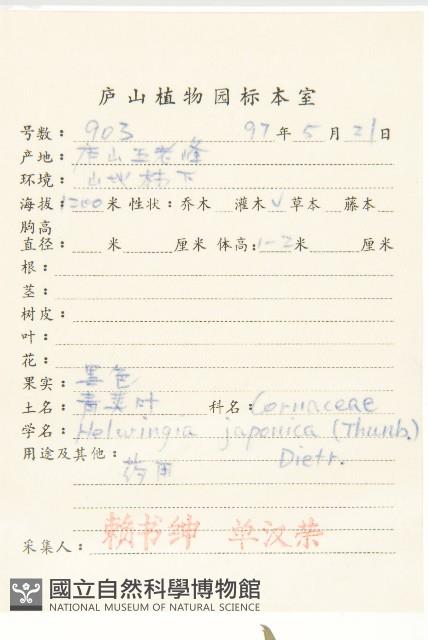 庐山植物园标本室
号数：903 97年5月21日
产地：庐山五老峰
环境：山地林下
海拔：1200米 性状：乔木 灌木√草本 藤本
胸高
直径： 米 厘米 体高：1-2米 厘米
根：
茎：
树皮：
叶：
花：
果实：黑色
土名：青荚叶 科名：Cornaceae
学名：Helwingia japonica (Thunb.)
用途及其他： Dietr.
药用
赖书绅 单汉荣
采集人：
國立自然科學博物館
NATIONAL MUSEUM OF NATURAL SCIENCE